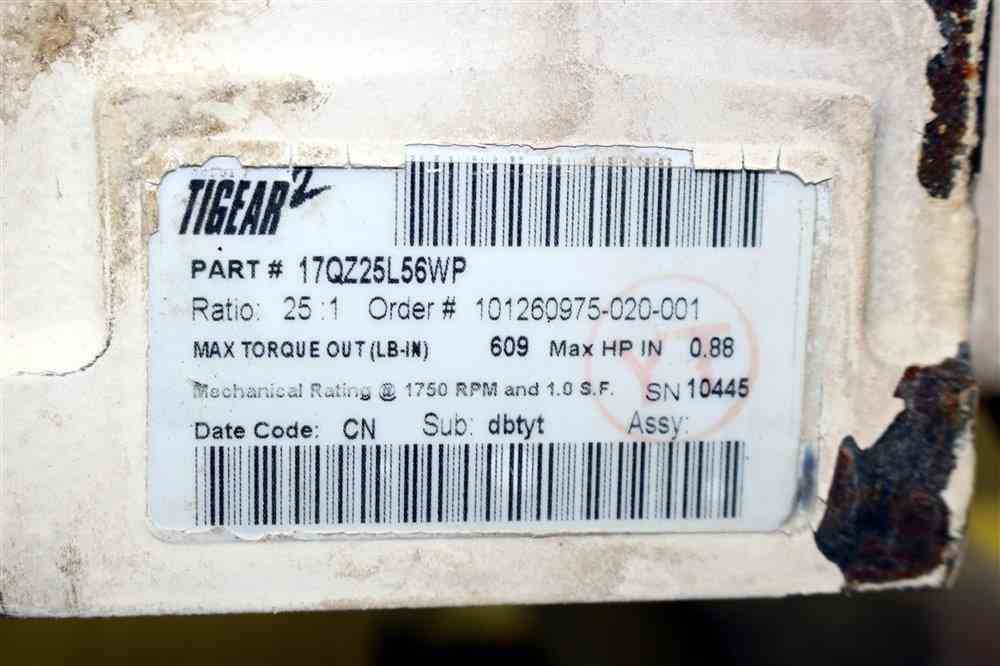 TIGEAR 2
PART # 17QZ25L56WP
Ratio: 25 :1 Order # 101260975-020-001
MAX TORQUE OUT (LB-IN) 609 Max HP IN 0.88
Mechanical Rating @ 1750 RPM and 1.0 S.F. SN 10445
Date Code: CN Sub: dbtyt Assy:
YT